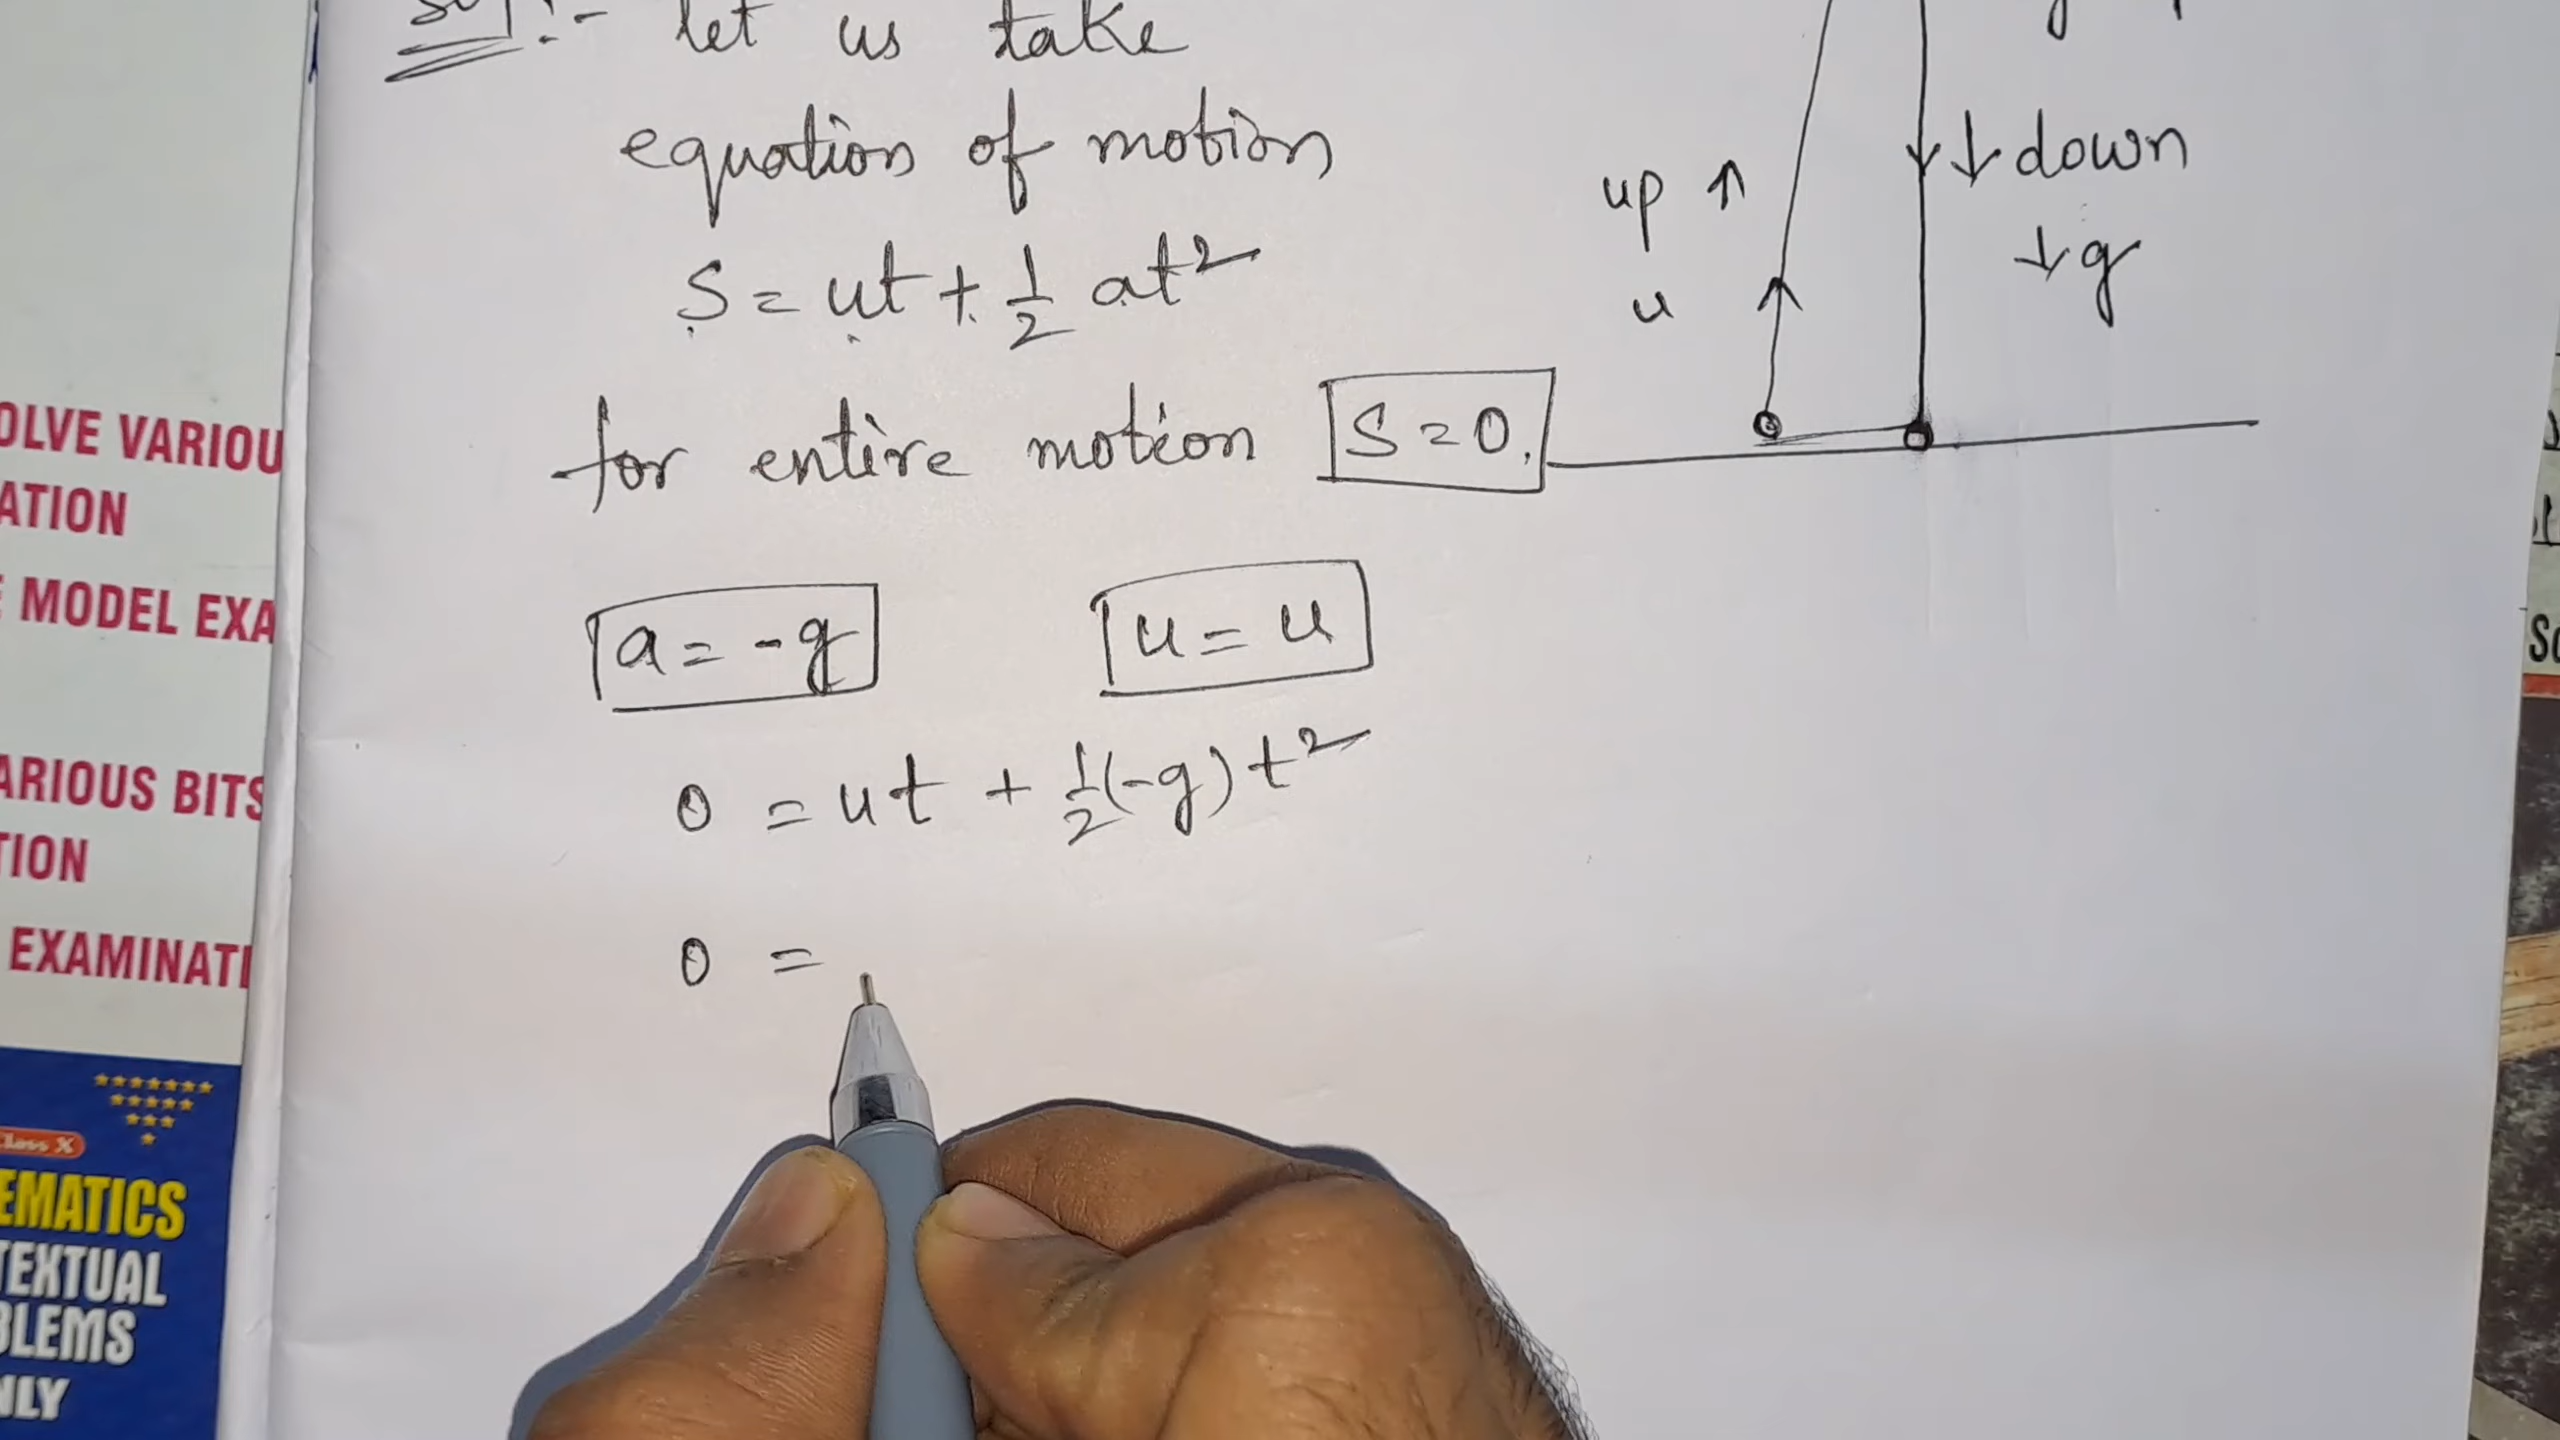 let us take
equation of motion
S = ut + 1/2 at²
for entire motion S = 0.
a = -g
u = u
0 = ut + 1/2 (-g) t²
0 =
up ↑
u
↓ down
↓ g
OLVE VARIOU
ATION
MODEL EXA
ARIOUS BITS
TION
EXAMINATI
Class X
EMATICS
TEXTUAL
BLEMS
NLY